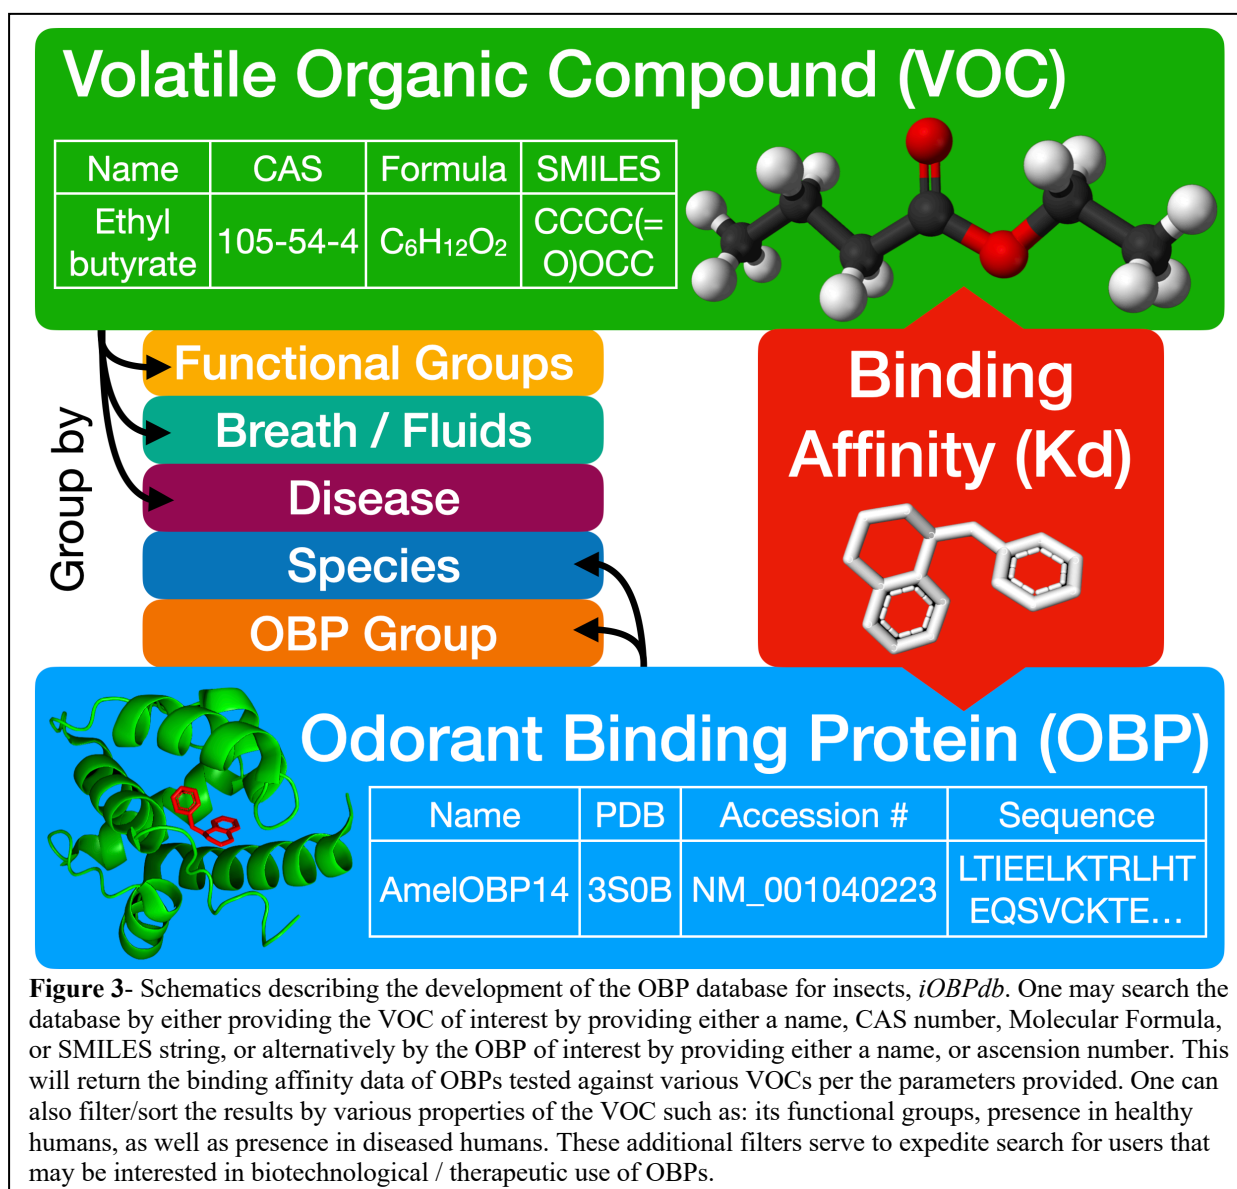 Volatile Organic Compound (VOC)
Name CAS Formula SMILES
Ethyl butyrate 105-54-4 C₆H₁₂O₂ CCCC(=O)OCC
Group by
Functional Groups
Breath / Fluids
Disease
Species
OBP Group
Binding
Affinity (Kd)
Odorant Binding Protein (OBP)
Name PDB Accession # Sequence
AmelOBP14 3S0B NM_001040223 LTIEELKTRLHT EQSVCKTE…
Figure 3- Schematics describing the development of the OBP database for insects, iOBPdb. One may search the
database by either providing the VOC of interest by providing either a name, CAS number, Molecular Formula,
or SMILES string, or alternatively by the OBP of interest by providing either a name, or ascension number. This
will return the binding affinity data of OBPs tested against various VOCs per the parameters provided. One can
also filter/sort the results by various properties of the VOC such as: its functional groups, presence in healthy
humans, as well as presence in diseased humans. These additional filters serve to expedite search for users that
may be interested in biotechnological / therapeutic use of OBPs.